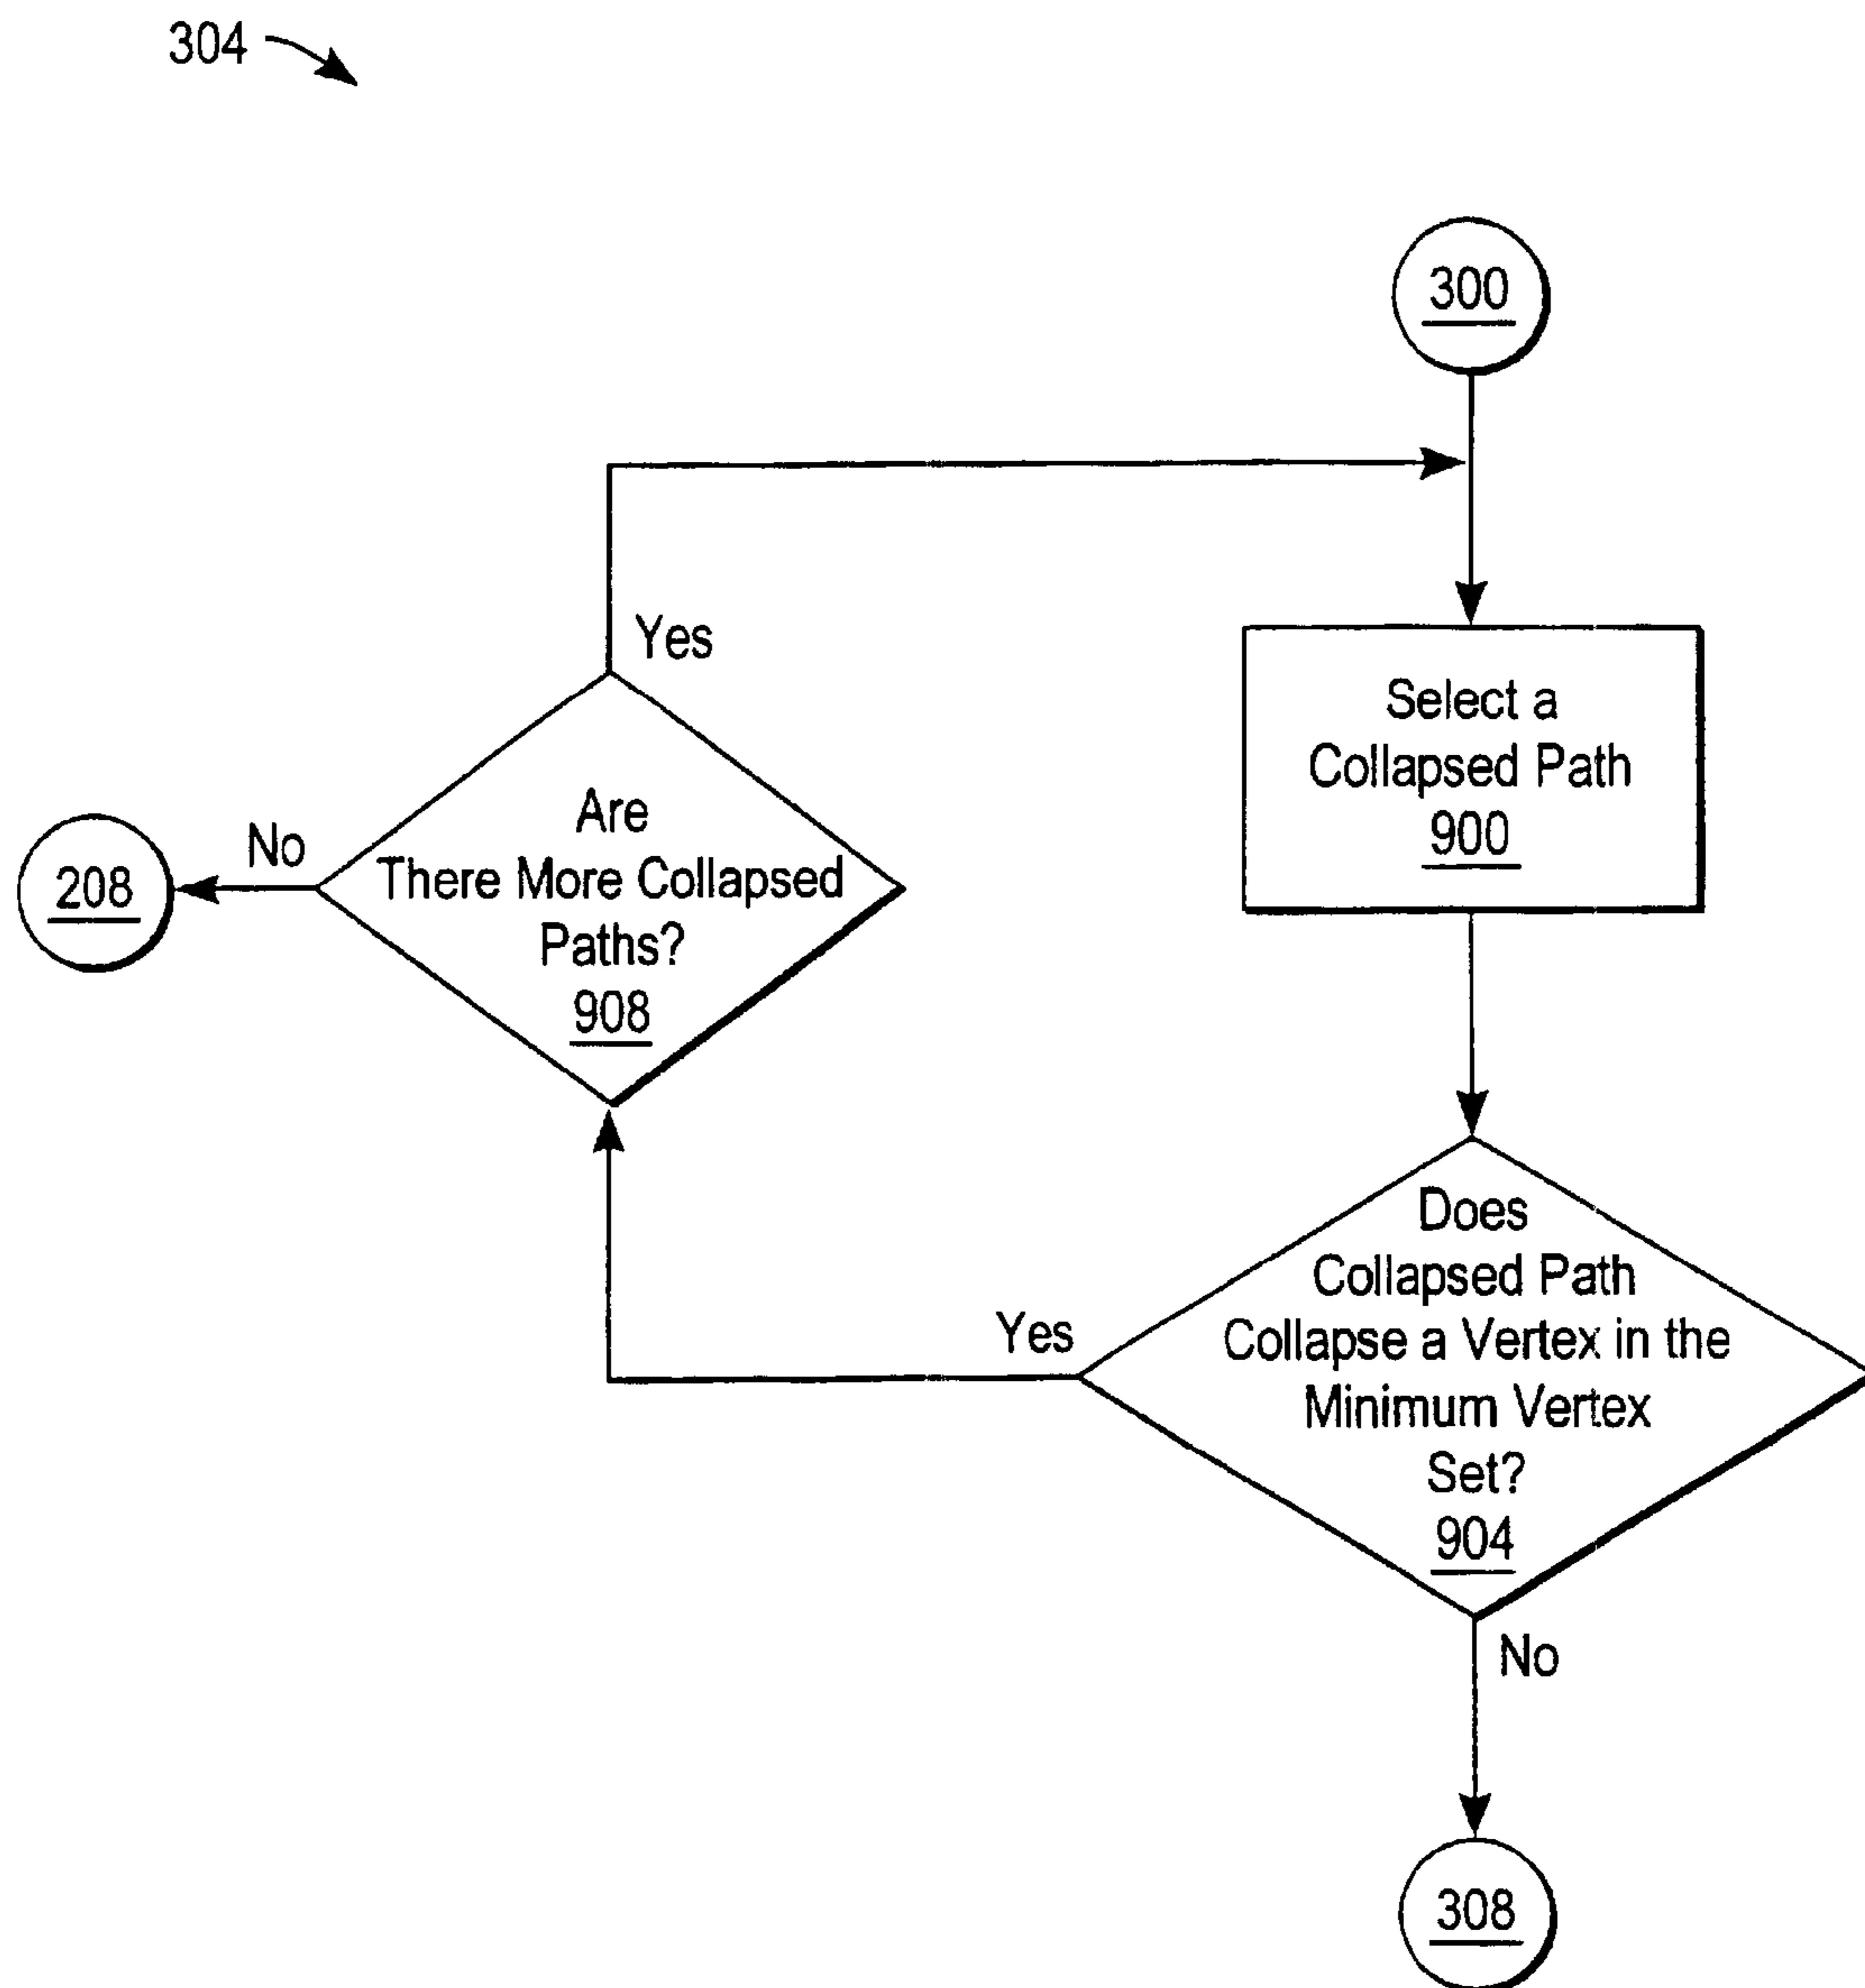 304
300
Select a
Collapsed Path
900
Does
Collapsed Path
Collapse a Vertex in the
Minimum Vertex
Set?
904
Yes
No
308
Are
There More Collapsed
Paths?
908
Yes
No
208